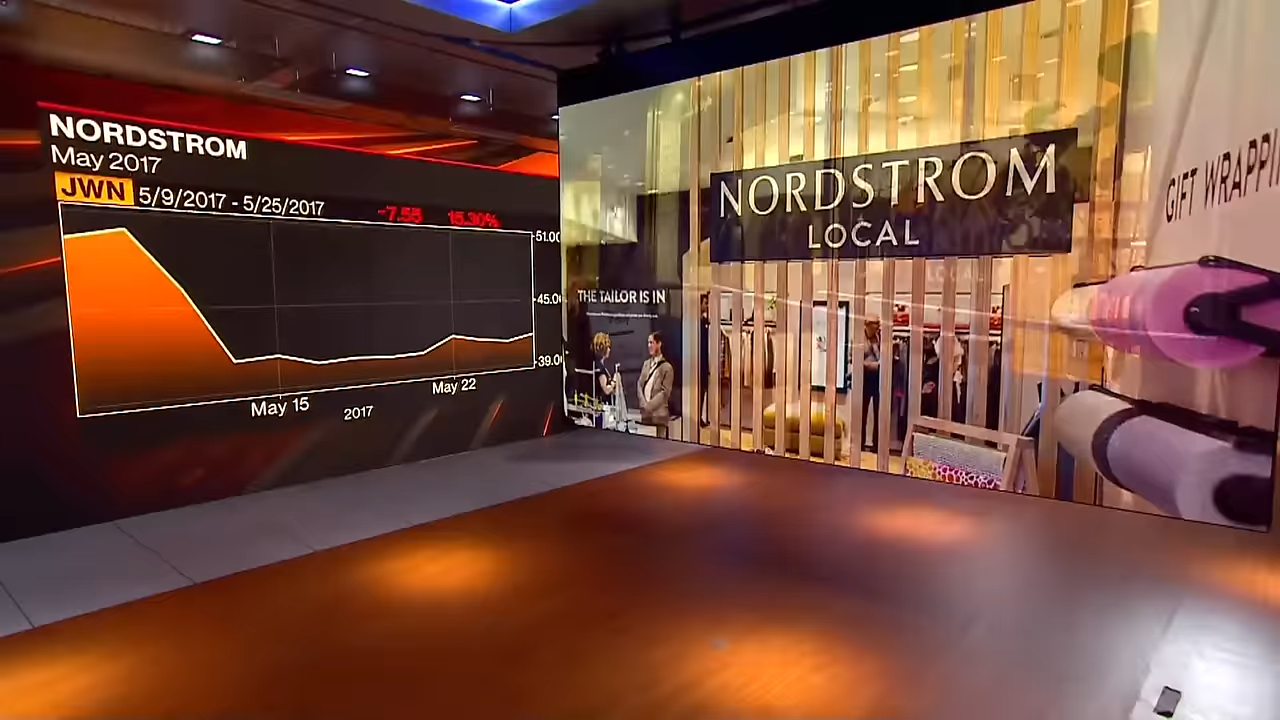 NORDSTROM
May 2017
JWN 5/9/2017 - 5/25/2017 -7.55 15.30%
51.00
45.00
39.00
May 15 2017 May 22
NORDSTROM
LOCAL
THE TAILOR IS IN
GIFT WRAPPI